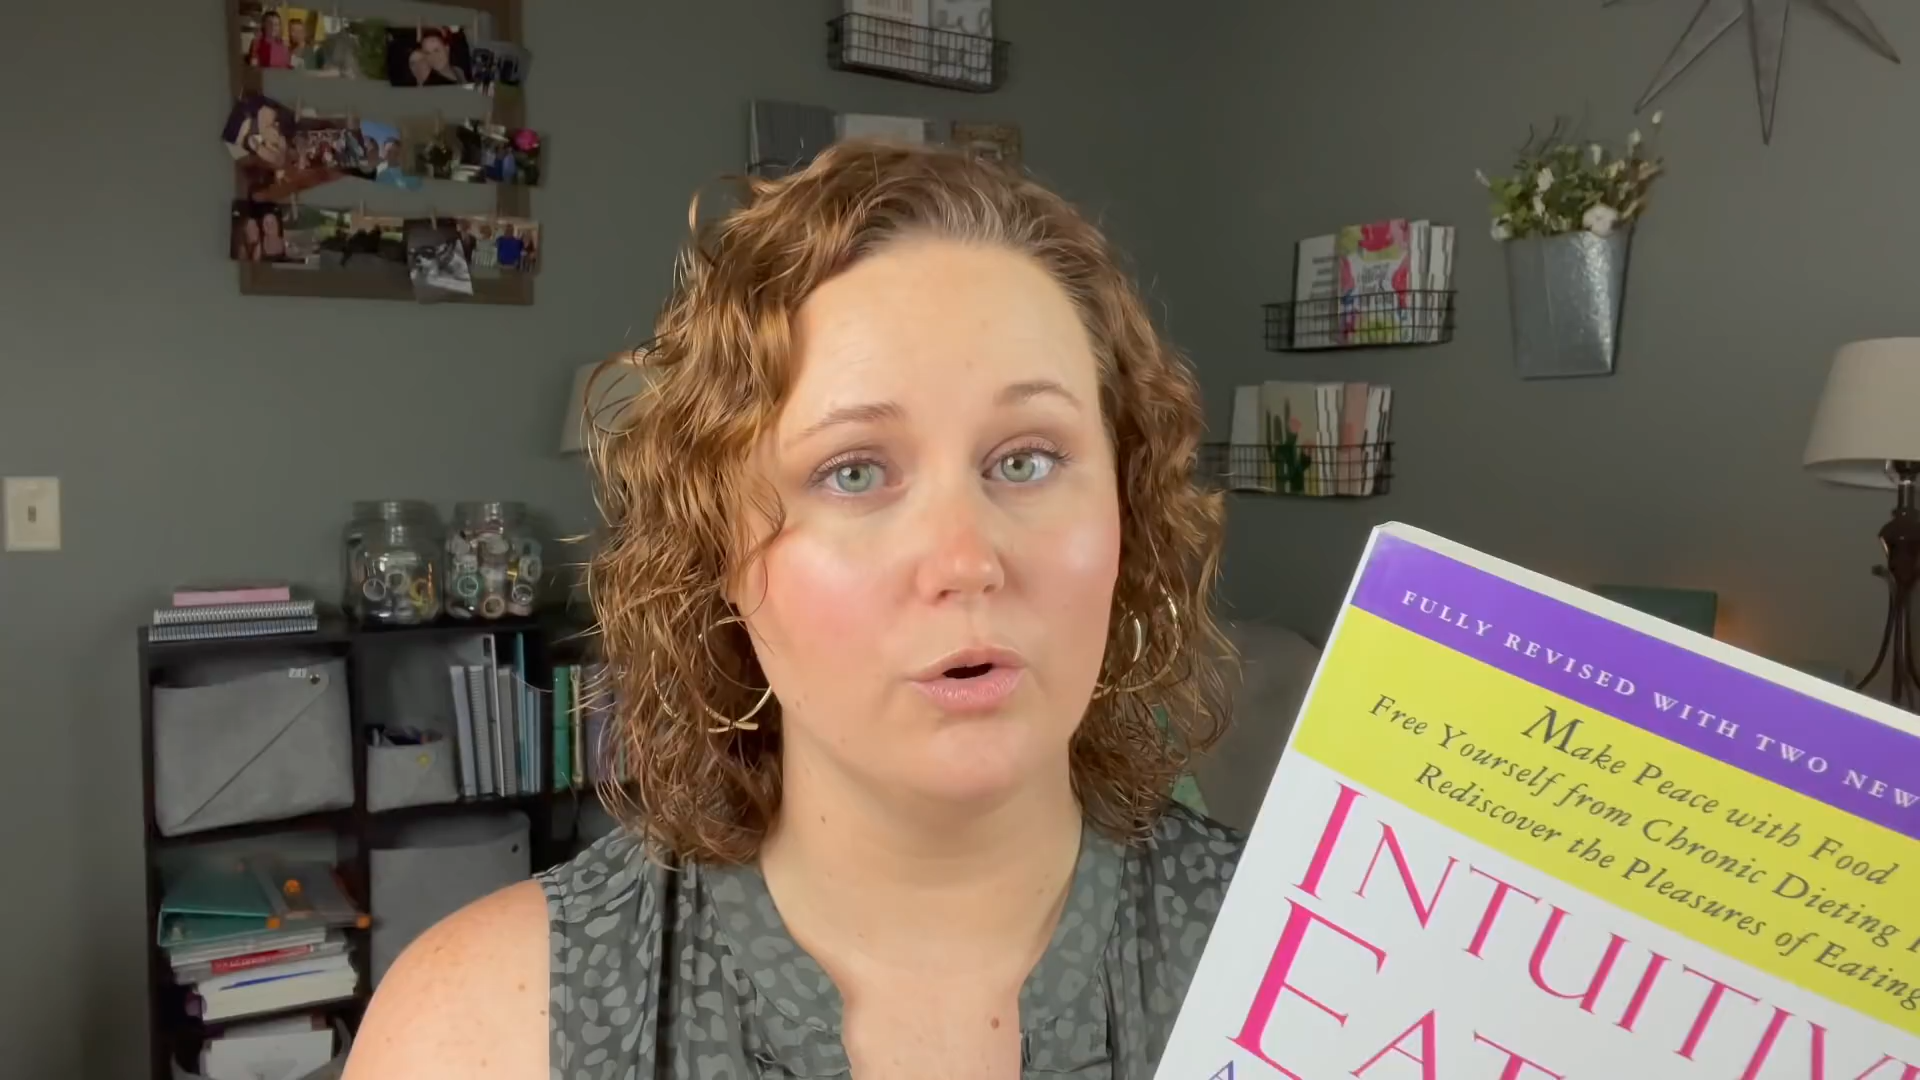 FULLY REVISED WITH TWO NEW
Make Peace with Food
Free Yourself from Chronic Dieting
Rediscover the Pleasures of Eating
INTUITIV
EAT
A